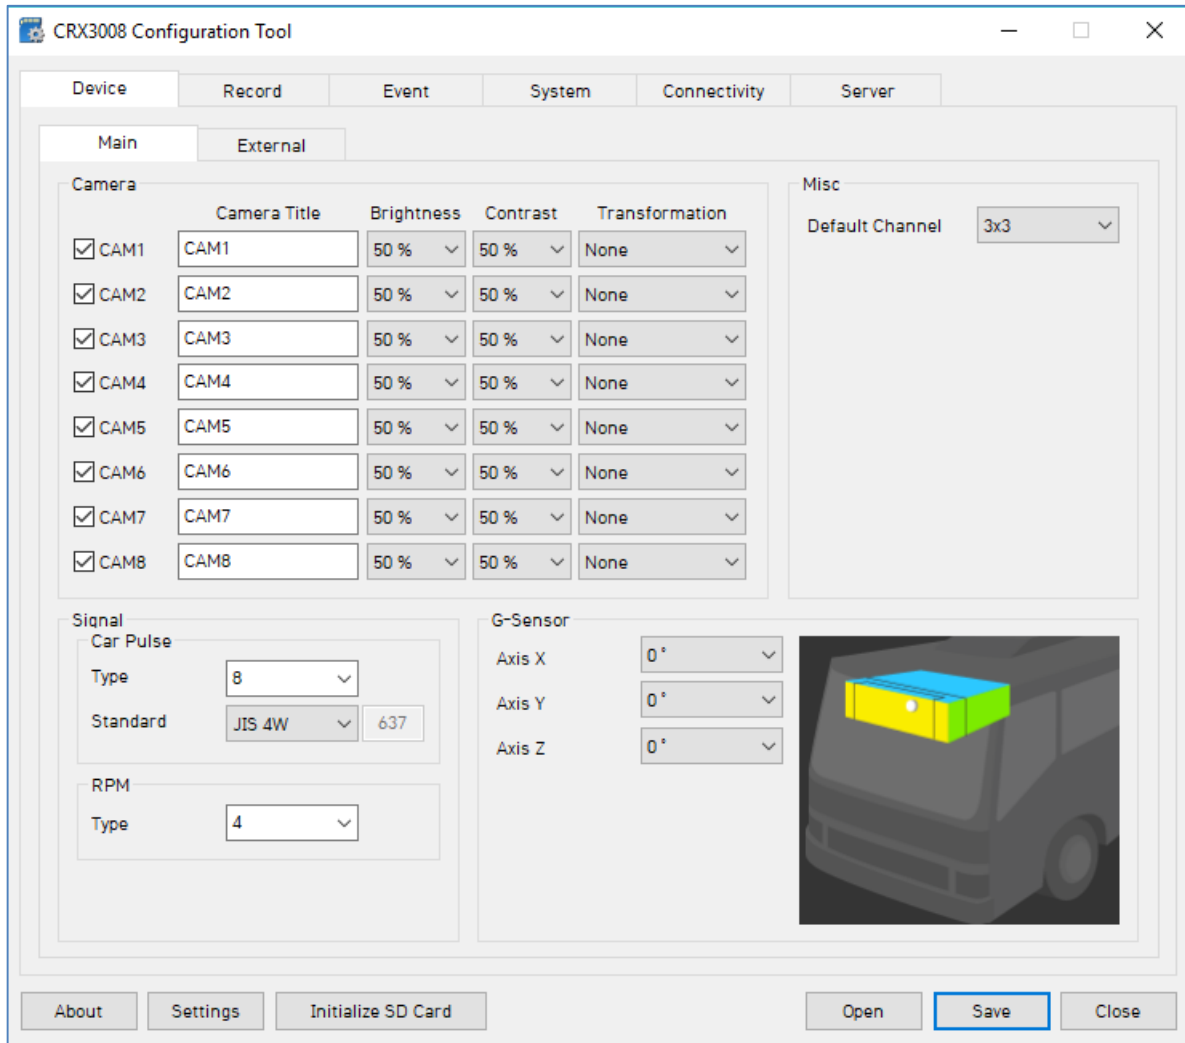 CRX3008 Configuration Tool
Device Record Event System Connectivity Server
Main External
Camera
Camera Title Brightness Contrast Transformation
CAM1 CAM1 50 % 50 % None
CAM2 CAM2 50 % 50 % None
CAM3 CAM3 50 % 50 % None
CAM4 CAM4 50 % 50 % None
CAM5 CAM5 50 % 50 % None
CAM6 CAM6 50 % 50 % None
CAM7 CAM7 50 % 50 % None
CAM8 CAM8 50 % 50 % None
Misc
Default Channel 3x3
Signal
Car Pulse
Type 8
Standard JIS 4W 637
RPM
Type 4
G-Sensor
Axis X 0°
Axis Y 0°
Axis Z 0°
About Settings Initialize SD Card Open Save Close